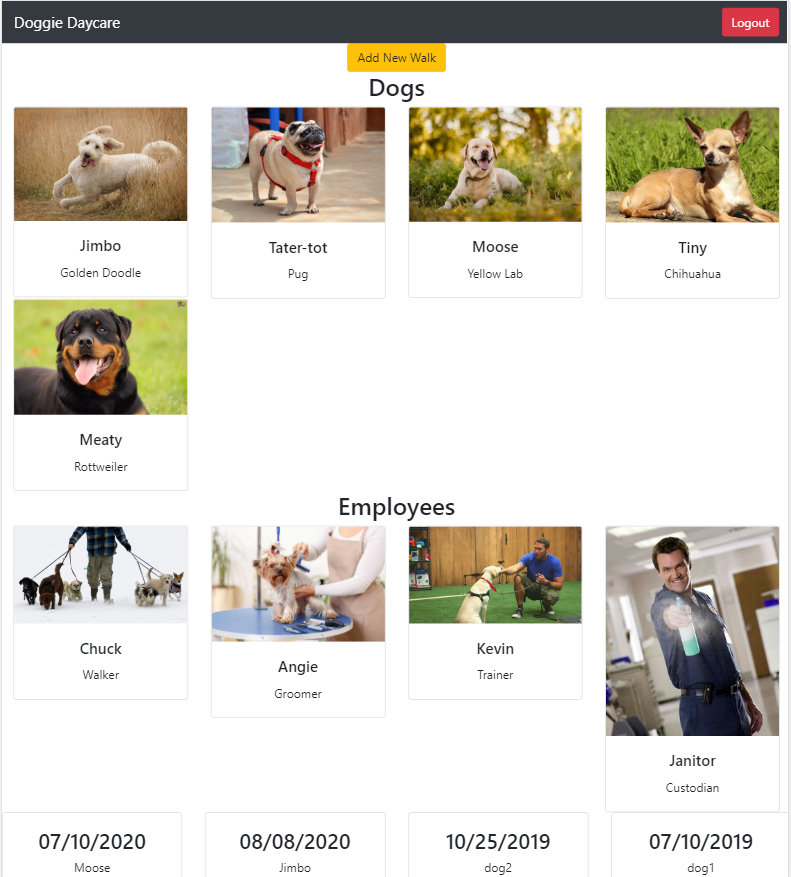 Doggie Daycare
Logout
Add New Walk
Dogs
Jimbo
Golden Doodle
Tater-tot
Pug
Moose
Yellow Lab
Tiny
Chihuahua
Meaty
Rottweiler
Employees
Chuck
Walker
Angie
Groomer
Kevin
Trainer
Janitor
Custodian
07/10/2020
Moose
08/08/2020
Jimbo
10/25/2019
dog2
07/10/2019
dog1